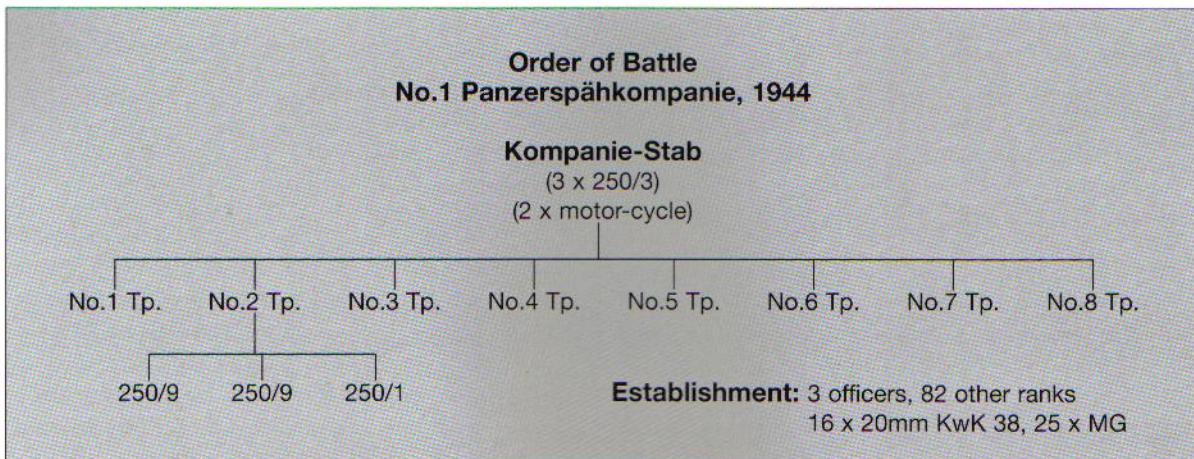 Order of Battle
No.1 Panzerspähkompanie, 1944
Kompanie-Stab
(3 x 250/3)
(2 x motor-cycle)
No.1 Tp. No.2 Tp. No.3 Tp. No.4 Tp. No.5 Tp. No.6 Tp. No.7 Tp. No.8 Tp.
250/9 250/9 250/1
Establishment: 3 officers, 82 other ranks
16 x 20mm KwK 38, 25 x MG